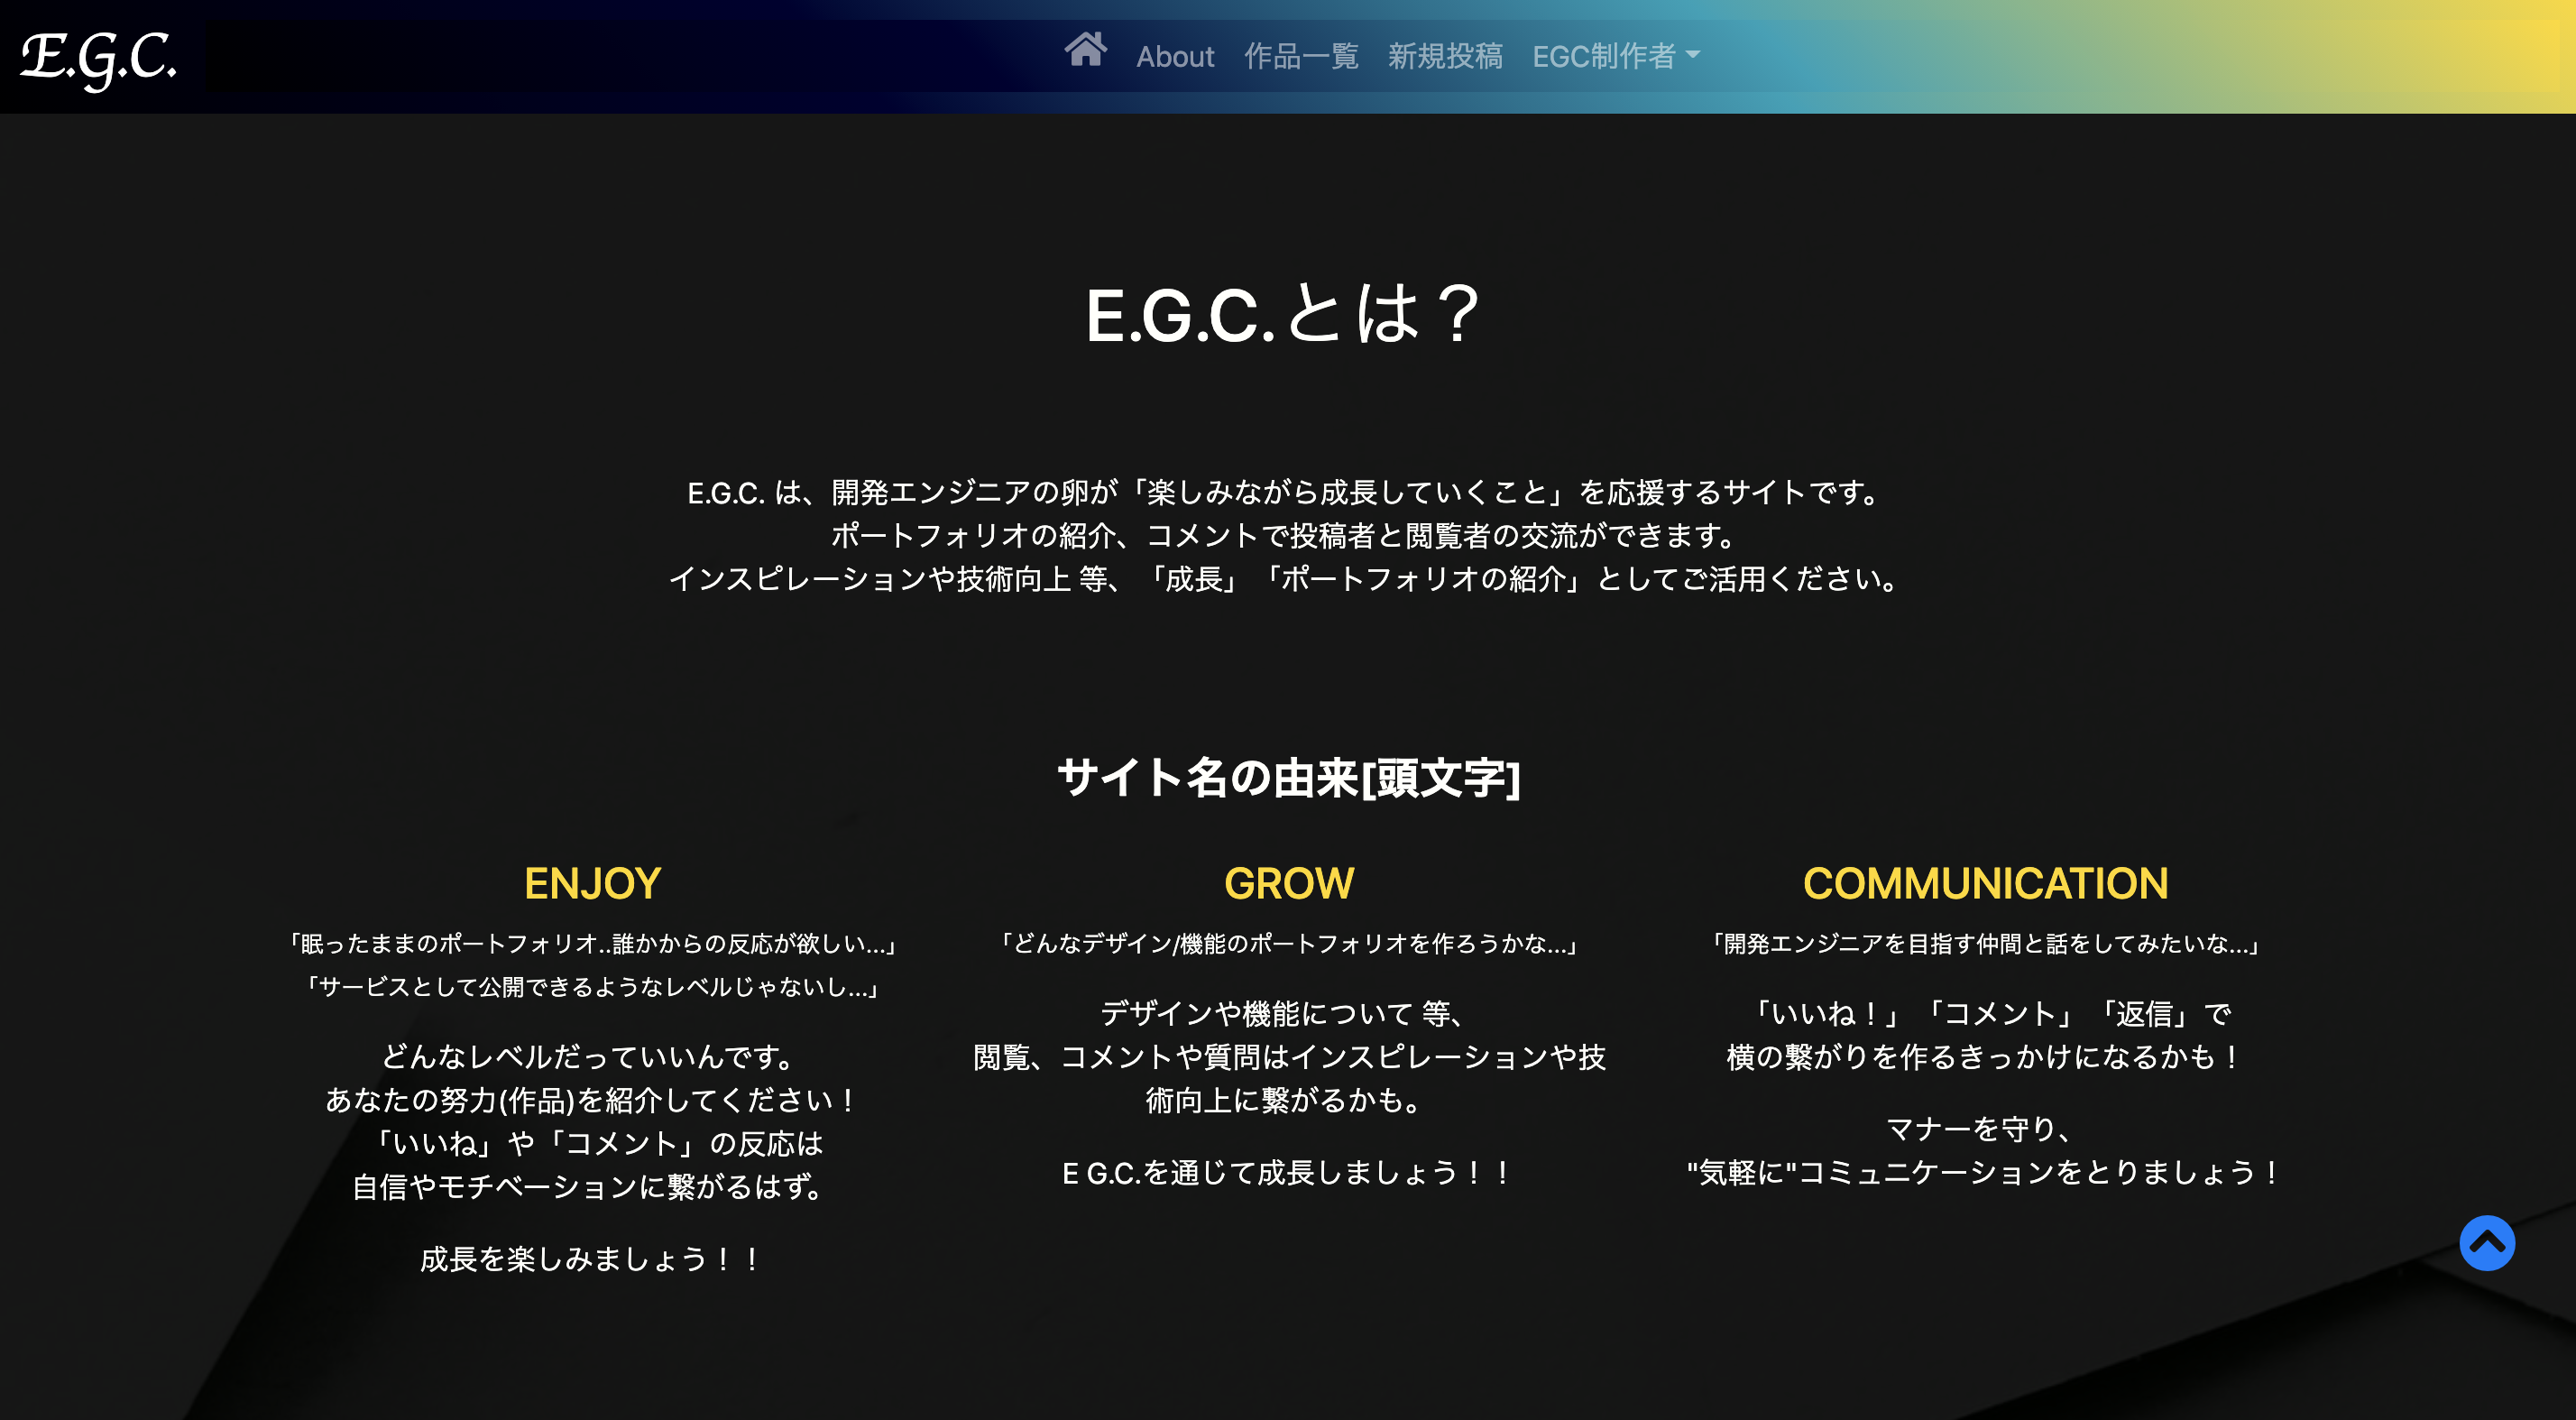 E.G.C.
About 作品一覧 新規投稿 EGC制作者
E.G.C.とは？
E.G.C. は、開発エンジニアの卵が「楽しみながら成長していくこと」を応援するサイトです。
ポートフォリオの紹介、コメントで投稿者と閲覧者の交流ができます。
インスピレーションや技術向上 等、「成長」「ポートフォリオの紹介」としてご活用ください。
サイト名の由来[頭文字]
ENJOY
「眠ったままのポートフォリオ..誰かからの反応が欲しい...」
「サービスとして公開できるようなレベルじゃないし...」
どんなレベルだっていいんです。
あなたの努力(作品)を紹介してください！
「いいね」や「コメント」の反応は
自信やモチベーションに繋がるはず。
成長を楽しみましょう！！
GROW
「どんなデザイン/機能のポートフォリオを作ろうかな...」
デザインや機能について 等、
閲覧、コメントや質問はインスピレーションや技
術向上に繋がるかも。
E G.C.を通じて成長しましょう！！
COMMUNICATION
「開発エンジニアを目指す仲間と話をしてみたいな...」
「いいね！」「コメント」「返信」で
横の繋がりを作るきっかけになるかも！
マナーを守り、
"気軽に"コミュニケーションをとりましょう！